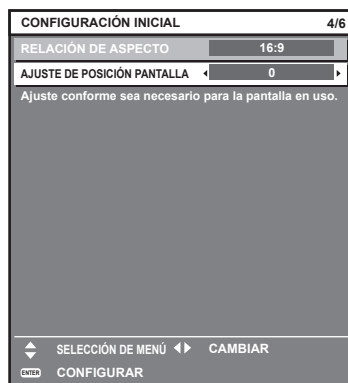 CONFIGURACIÓN INICIAL 4/6
RELACIÓN DE ASPECTO 16:9
AJUSTE DE POSICIÓN PANTALLA 0
Ajuste conforme sea necesario para la pantalla en uso.
SELECCIÓN DE MENÚ CAMBIAR
ENTER CONFIGURAR